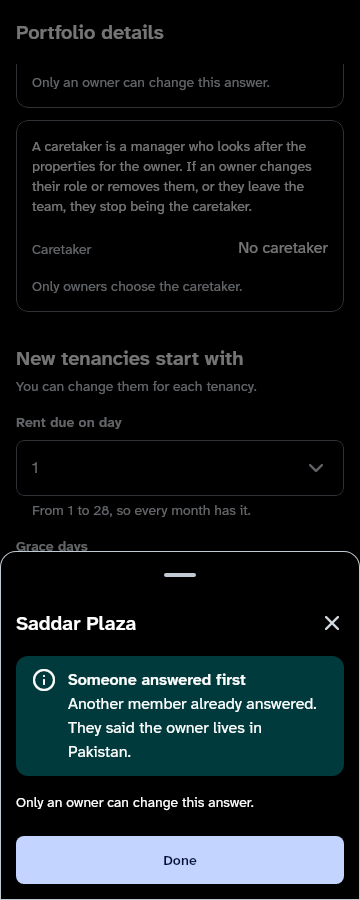 Portfolio details
Only an owner can change this answer.
A caretaker is a manager who looks after the
properties for the owner. If an owner changes
their role or removes them, or they leave the
team, they stop being the caretaker.
Caretaker No caretaker
Only owners choose the caretaker.
New tenancies start with
You can change them for each tenancy.
Rent due on day
1
From 1 to 28, so every month has it.
Grace days
Saddar Plaza
Someone answered first
Another member already answered.
They said the owner lives in
Pakistan.
Only an owner can change this answer.
Done